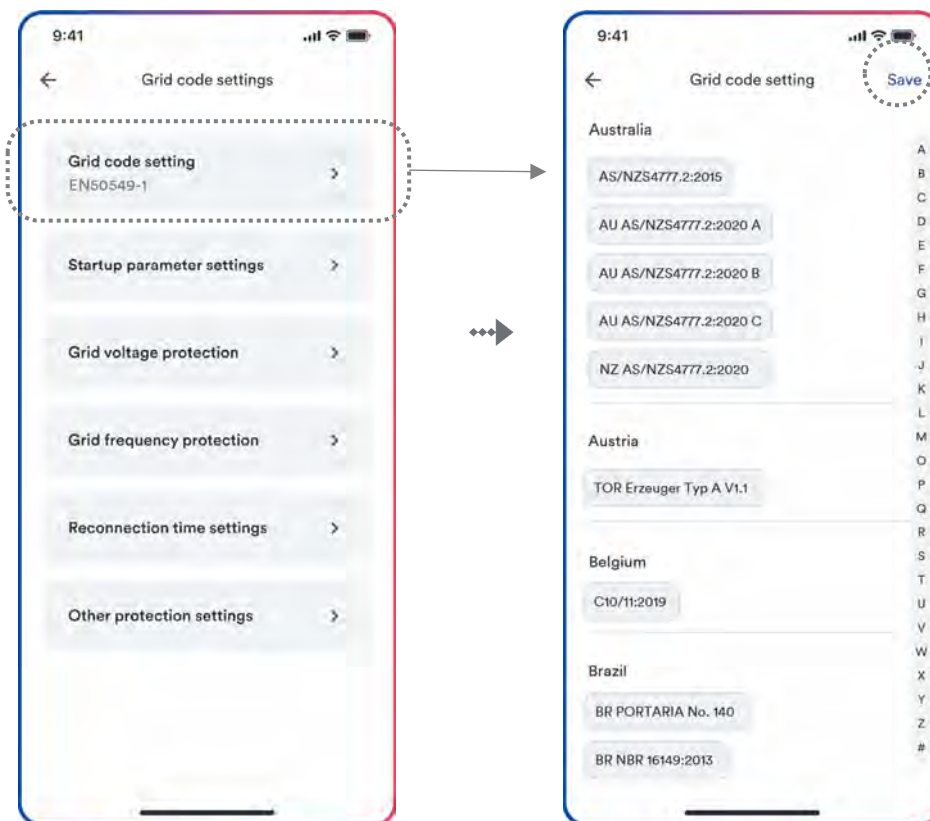 9:41
Grid code settings
Grid code setting
EN50549-1
Startup parameter settings
Grid voltage protection
Grid frequency protection
Reconnection time settings
Other protection settings
9:41
Grid code setting
Save
Australia
AS/NZS4777.2:2015
AU AS/NZS4777.2:2020 A
AU AS/NZS4777.2:2020 B
AU AS/NZS4777.2:2020 C
NZ AS/NZS4777.2:2020
Austria
TOR Erzeuger Typ A V1.1
Belgium
C10/11:2019
Brazil
BR PORTARIA No. 140
BR NBR 16149:2013
A
B
C
D
E
F
G
H
I
J
K
L
M
O
P
Q
R
S
T
U
V
W
X
Y
Z
#